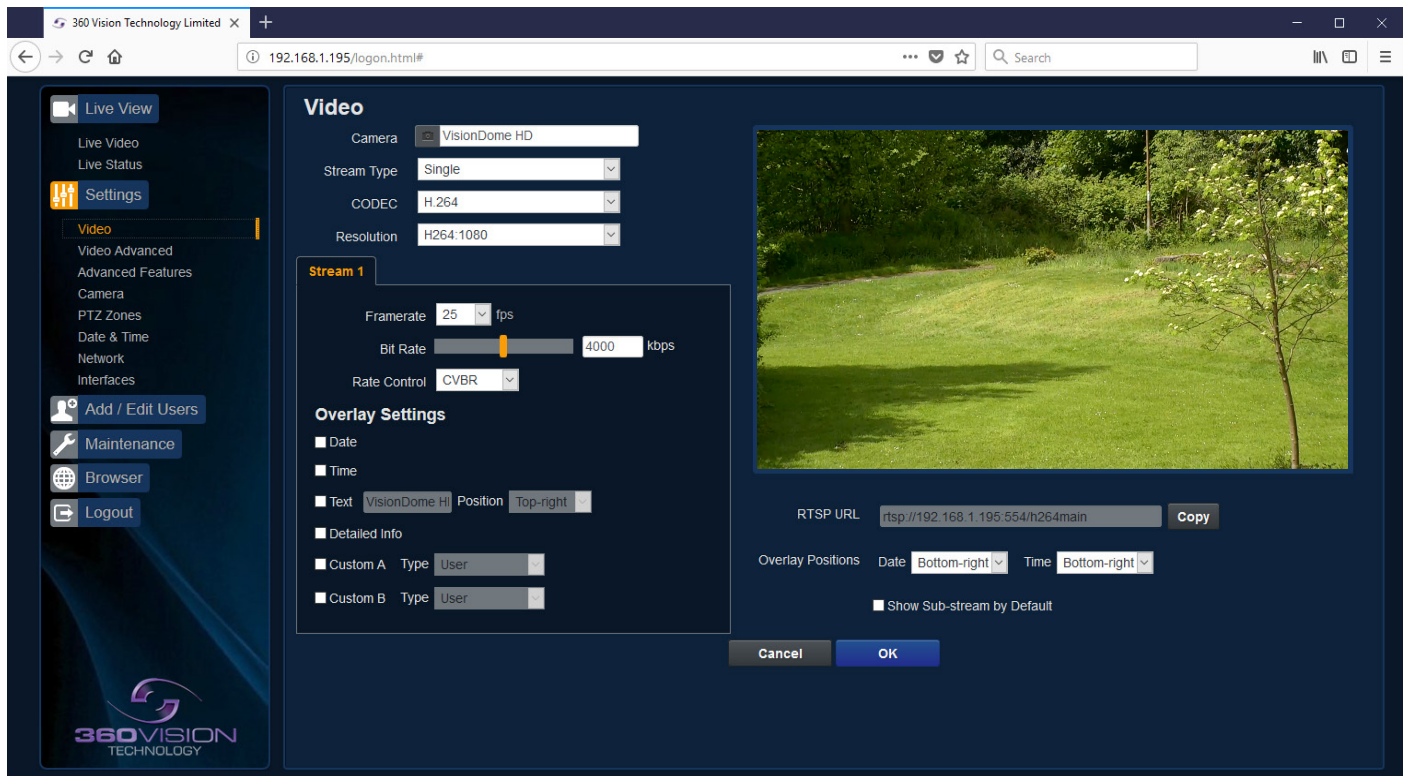 360 Vision Technology Limited
192.168.1.195/logon.html#
Search
Live View
Live Video
Live Status
Settings
Video
Video Advanced
Advanced Features
Camera
PTZ Zones
Date & Time
Network
Interfaces
Add / Edit Users
Maintenance
Browser
Logout
360VISION
TECHNOLOGY
Video
Camera VisionDome HD
Stream Type Single
CODEC H.264
Resolution H264:1080
Stream 1
Framerate 25 fps
Bit Rate 4000 kbps
Rate Control CVBR
Overlay Settings
Date
Time
Text VisionDome HI Position Top-right
Detailed Info
Custom A Type User
Custom B Type User
RTSP URL rtsp://192.168.1.195:554/h264main Copy
Overlay Positions Date Bottom-right Time Bottom-right
Show Sub-stream by Default
Cancel OK